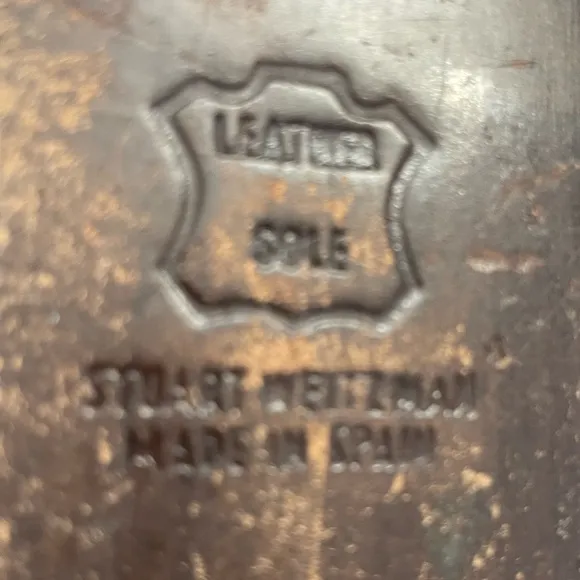 LEATHER
SOLE
STUART WEITZMAN
MADE IN SPAIN